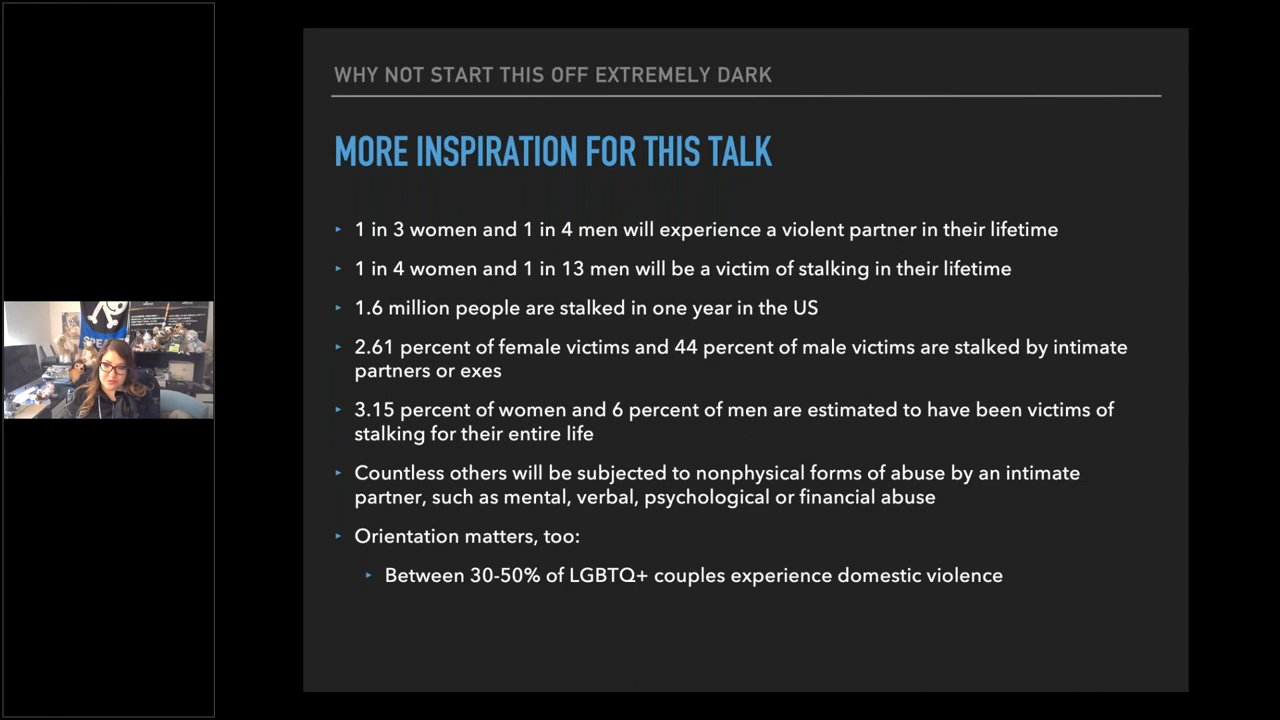 WHY NOT START THIS OFF EXTREMELY DARK
MORE INSPIRATION FOR THIS TALK
1 in 3 women and 1 in 4 men will experience a violent partner in their lifetime
1 in 4 women and 1 in 13 men will be a victim of stalking in their lifetime
1.6 million people are stalked in one year in the US
2.61 percent of female victims and 44 percent of male victims are stalked by intimate
partners or exes
3.15 percent of women and 6 percent of men are estimated to have been victims of
stalking for their entire life
Countless others will be subjected to nonphysical forms of abuse by an intimate
partner, such as mental, verbal, psychological or financial abuse
Orientation matters, too:
Between 30-50% of LGBTQ+ couples experience domestic violence